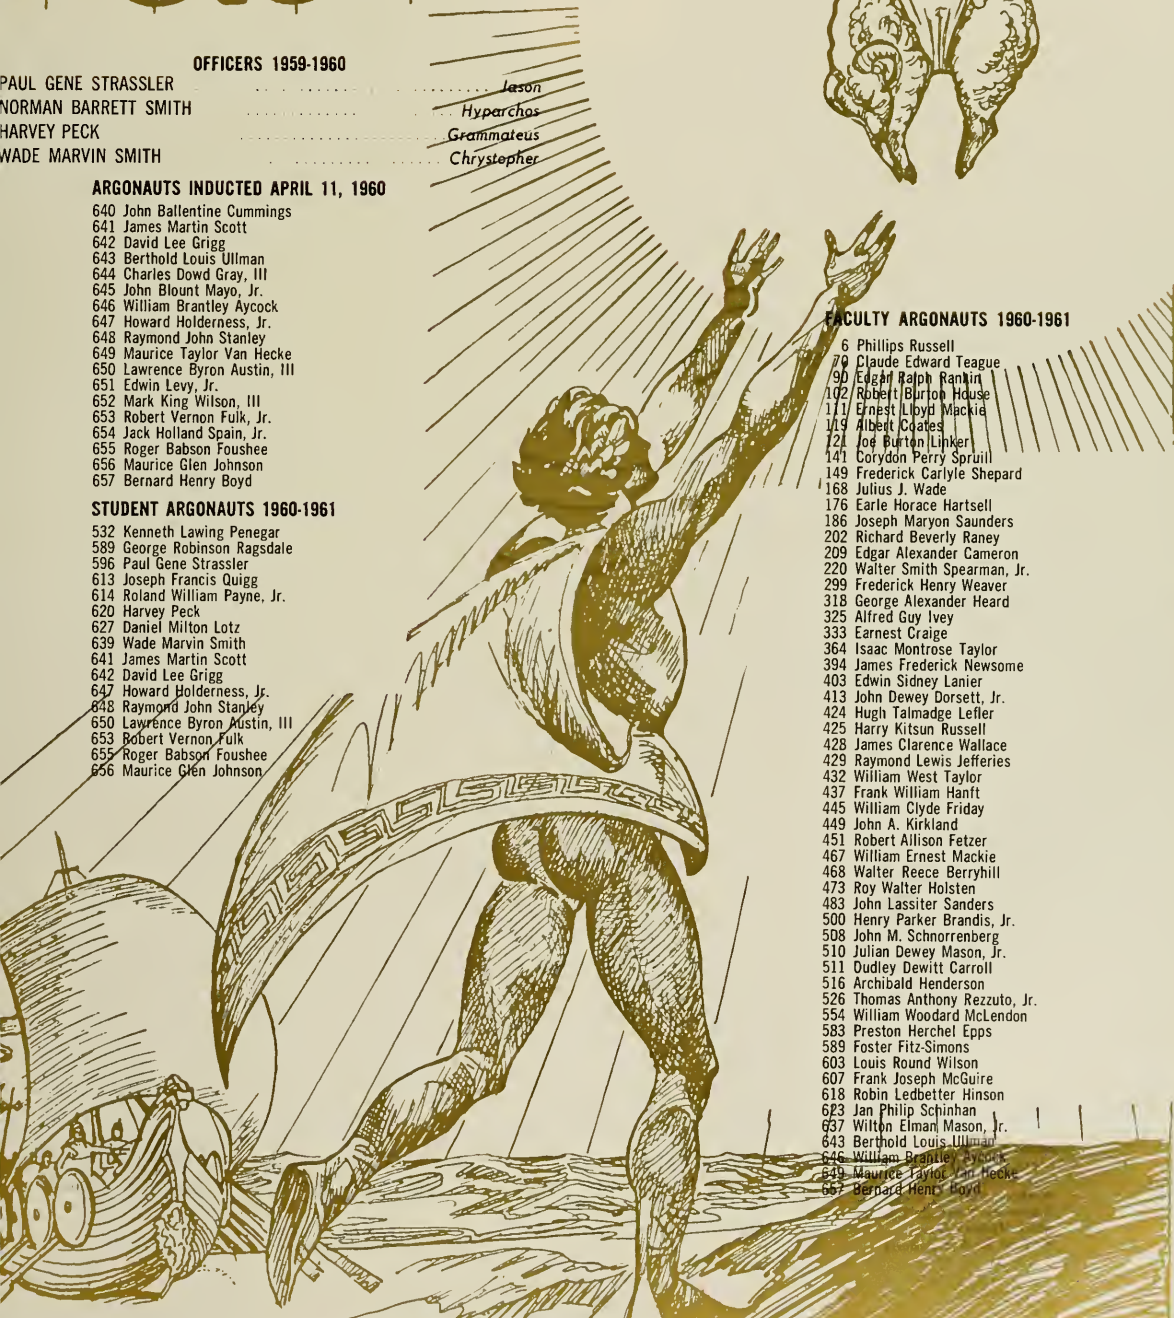 OFFICERS 1959-1960
PAUL GENE STRASSLER Jason
NORMAN BARRETT SMITH Hyparchos
HARVEY PECK Grammateus
WADE MARVIN SMITH Chrystopher
ARGONAUTS INDUCTED APRIL 11, 1960
640 John Ballentine Cummings
641 James Martin Scott
642 David Lee Grigg
643 Berthold Louis Ullman
644 Charles Dowd Gray, III
645 John Blount Mayo, Jr.
646 William Brantley Aycock
647 Howard Holderness, Jr.
648 Raymond John Stanley
649 Maurice Taylor Van Hecke
650 Lawrence Byron Austin, III
651 Edwin Levy, Jr.
652 Mark King Wilson, III
653 Robert Vernon Fulk, Jr.
654 Jack Holland Spain, Jr.
655 Roger Babson Foushee
656 Maurice Glen Johnson
657 Bernard Henry Boyd
STUDENT ARGONAUTS 1960-1961
532 Kenneth Lawing Penegar
589 George Robinson Ragsdale
596 Paul Gene Strassler
613 Joseph Francis Quigg
614 Roland William Payne, Jr.
620 Harvey Peck
627 Daniel Milton Lotz
639 Wade Marvin Smith
641 James Martin Scott
642 David Lee Grigg
647 Howard Holderness, Jr.
648 Raymond John Stanley
650 Lawrence Byron Austin, III
653 Robert Vernon Fulk
655 Roger Babson Foushee
656 Maurice Glen Johnson
FACULTY ARGONAUTS 1960-1961
6 Phillips Russell
70 Claude Edward Teague
90 Edgar Ralph Rankin
102 Robert Burton House
111 Ernest Lloyd Mackie
119 Albert Coates
121 Joe Burton Linker
141 Corydon Perry Spruill
149 Frederick Carlyle Shepard
168 Julius J. Wade
176 Earle Horace Hartsell
186 Joseph Maryon Saunders
202 Richard Beverly Raney
209 Edgar Alexander Cameron
220 Walter Smith Spearman, Jr.
299 Frederick Henry Weaver
318 George Alexander Heard
325 Alfred Guy Ivey
333 Earnest Craige
364 Isaac Montrose Taylor
394 James Frederick Newsome
403 Edwin Sidney Lanier
413 John Dewey Dorsett, Jr.
424 Hugh Talmadge Lefler
425 Harry Kitsun Russell
428 James Clarence Wallace
429 Raymond Lewis Jefferies
432 William West Taylor
437 Frank William Hanft
445 William Clyde Friday
449 John A. Kirkland
451 Robert Allison Fetzer
467 William Ernest Mackie
468 Walter Reece Berryhill
473 Roy Walter Holsten
483 John Lassiter Sanders
500 Henry Parker Brandis, Jr.
508 John M. Schnorrenberg
510 Julian Dewey Mason, Jr.
511 Dudley Dewitt Carroll
516 Archibald Henderson
526 Thomas Anthony Rezzuto, Jr.
554 William Woodard McLendon
583 Preston Herchel Epps
589 Foster Fitz-Simons
603 Louis Round Wilson
607 Frank Joseph McGuire
618 Robin Ledbetter Hinson
623 Jan Philip Schinhan
637 Wilton Elman Mason, Jr.
643 Berthold Louis Ullman
646 William Brantley Aycock
649 Maurice Taylor Van Hecke
657 Bernard Henry Boyd